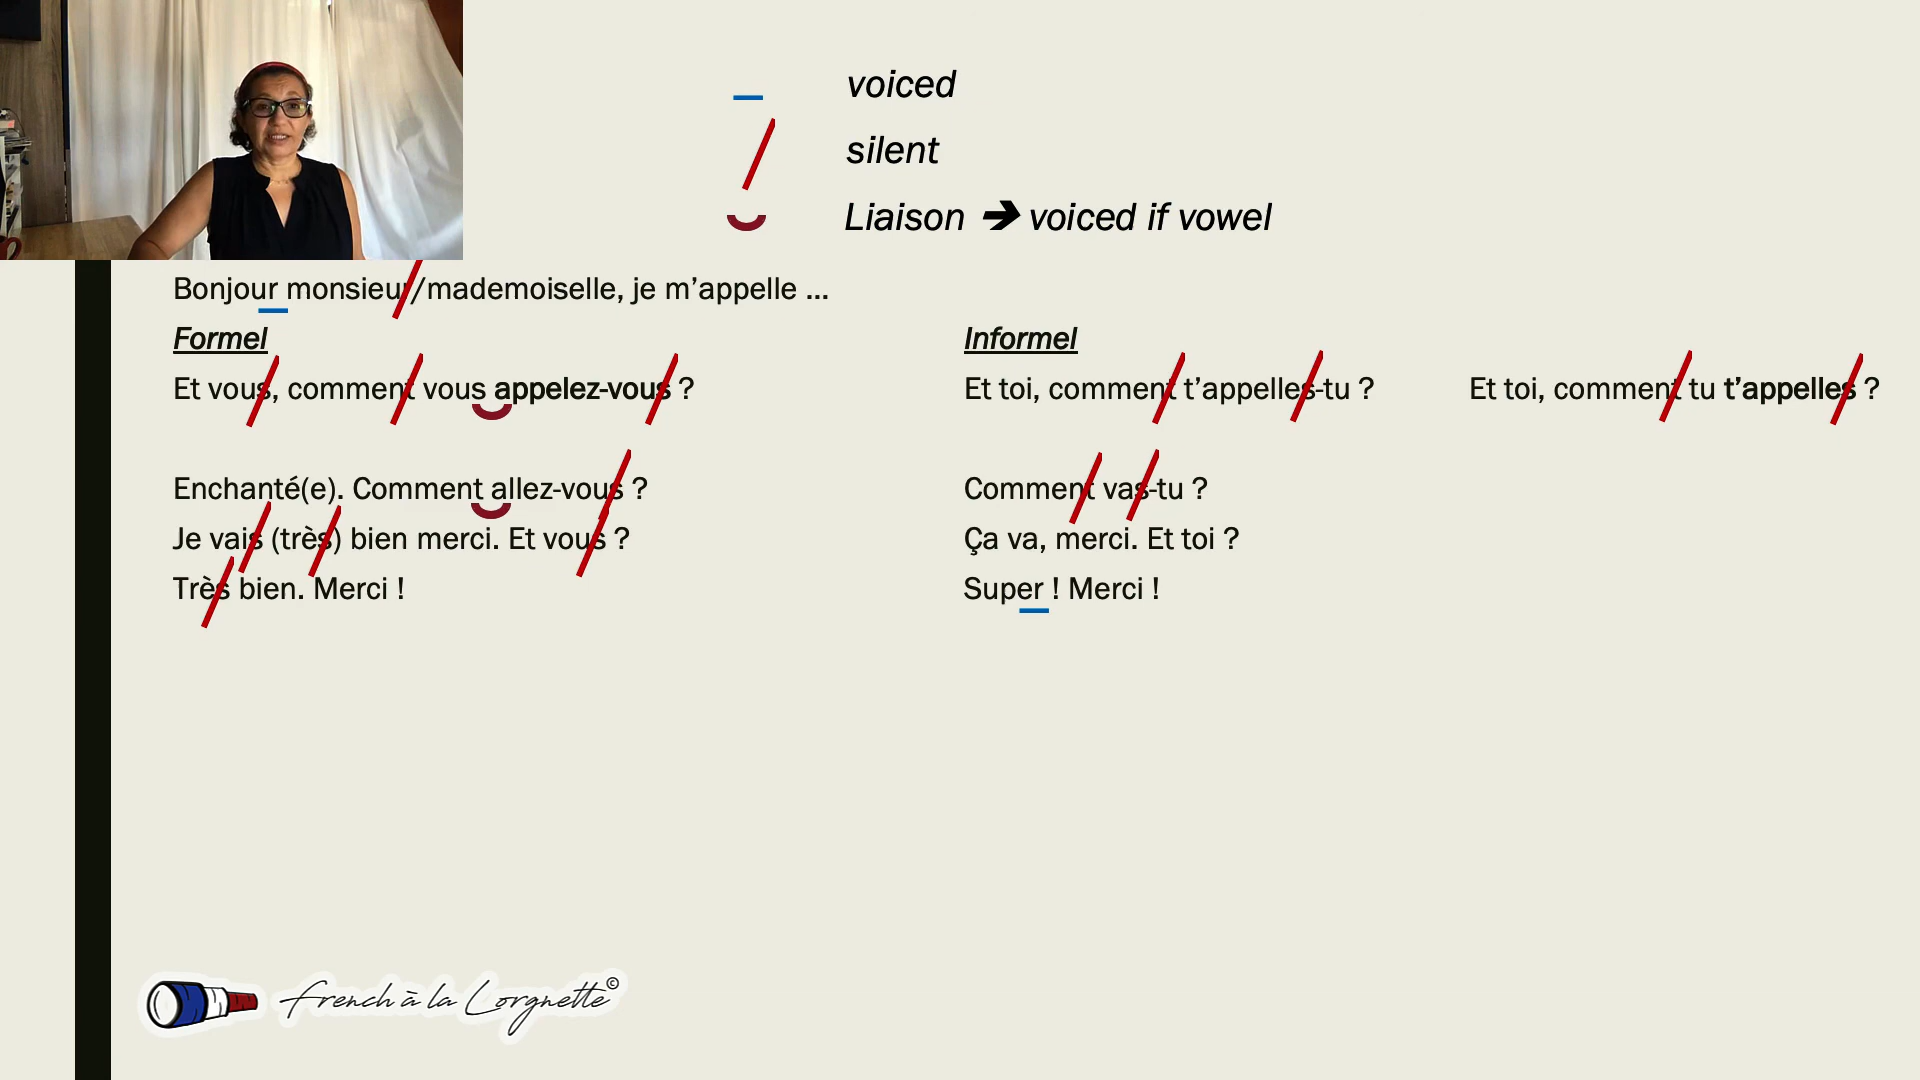 voiced
silent
Liaison ➔ voiced if vowel
Bonjour monsieur/mademoiselle, je m’appelle ...
Formel
Et vous, comment vous appelez-vous ?
Enchanté(e). Comment allez-vous ?
Je vais (très) bien merci. Et vous ?
Très bien. Merci !
Informel
Et toi, comment t’appelles-tu ? Et toi, comment tu t’appelles ?
Comment vas-tu ?
Ça va, merci. Et toi ?
Super ! Merci !
French à la Lorgnette©